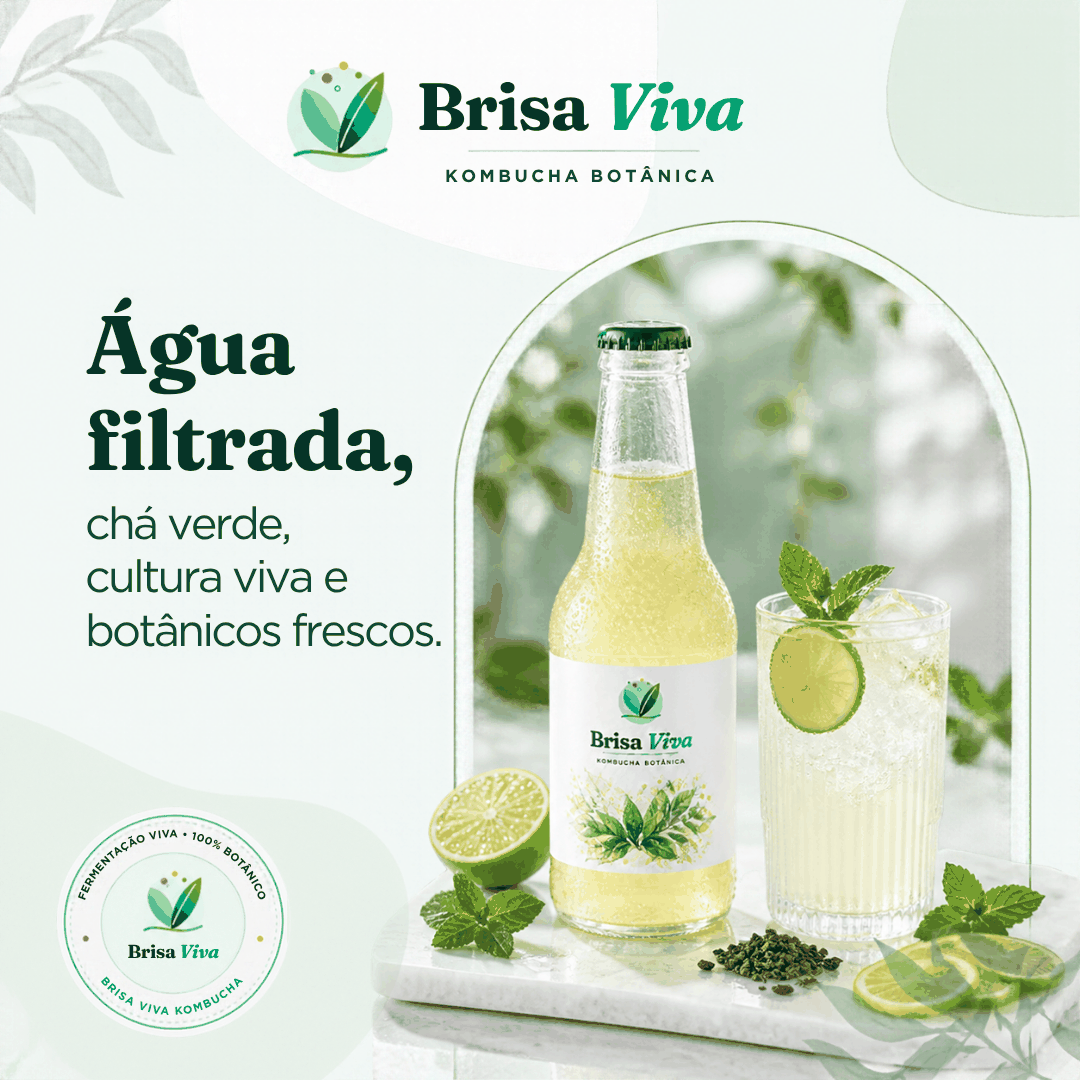 Brisa Viva
KOMBUCHA BOTÂNICA
Água
filtrada,
chá verde,
cultura viva e
botânicos frescos.
Brisa Viva
KOMBUCHA BOTÂNICA
FERMENTAÇÃO VIVA • 100% BOTÂNICO
Brisa Viva
BRISA VIVA KOMBUCHA